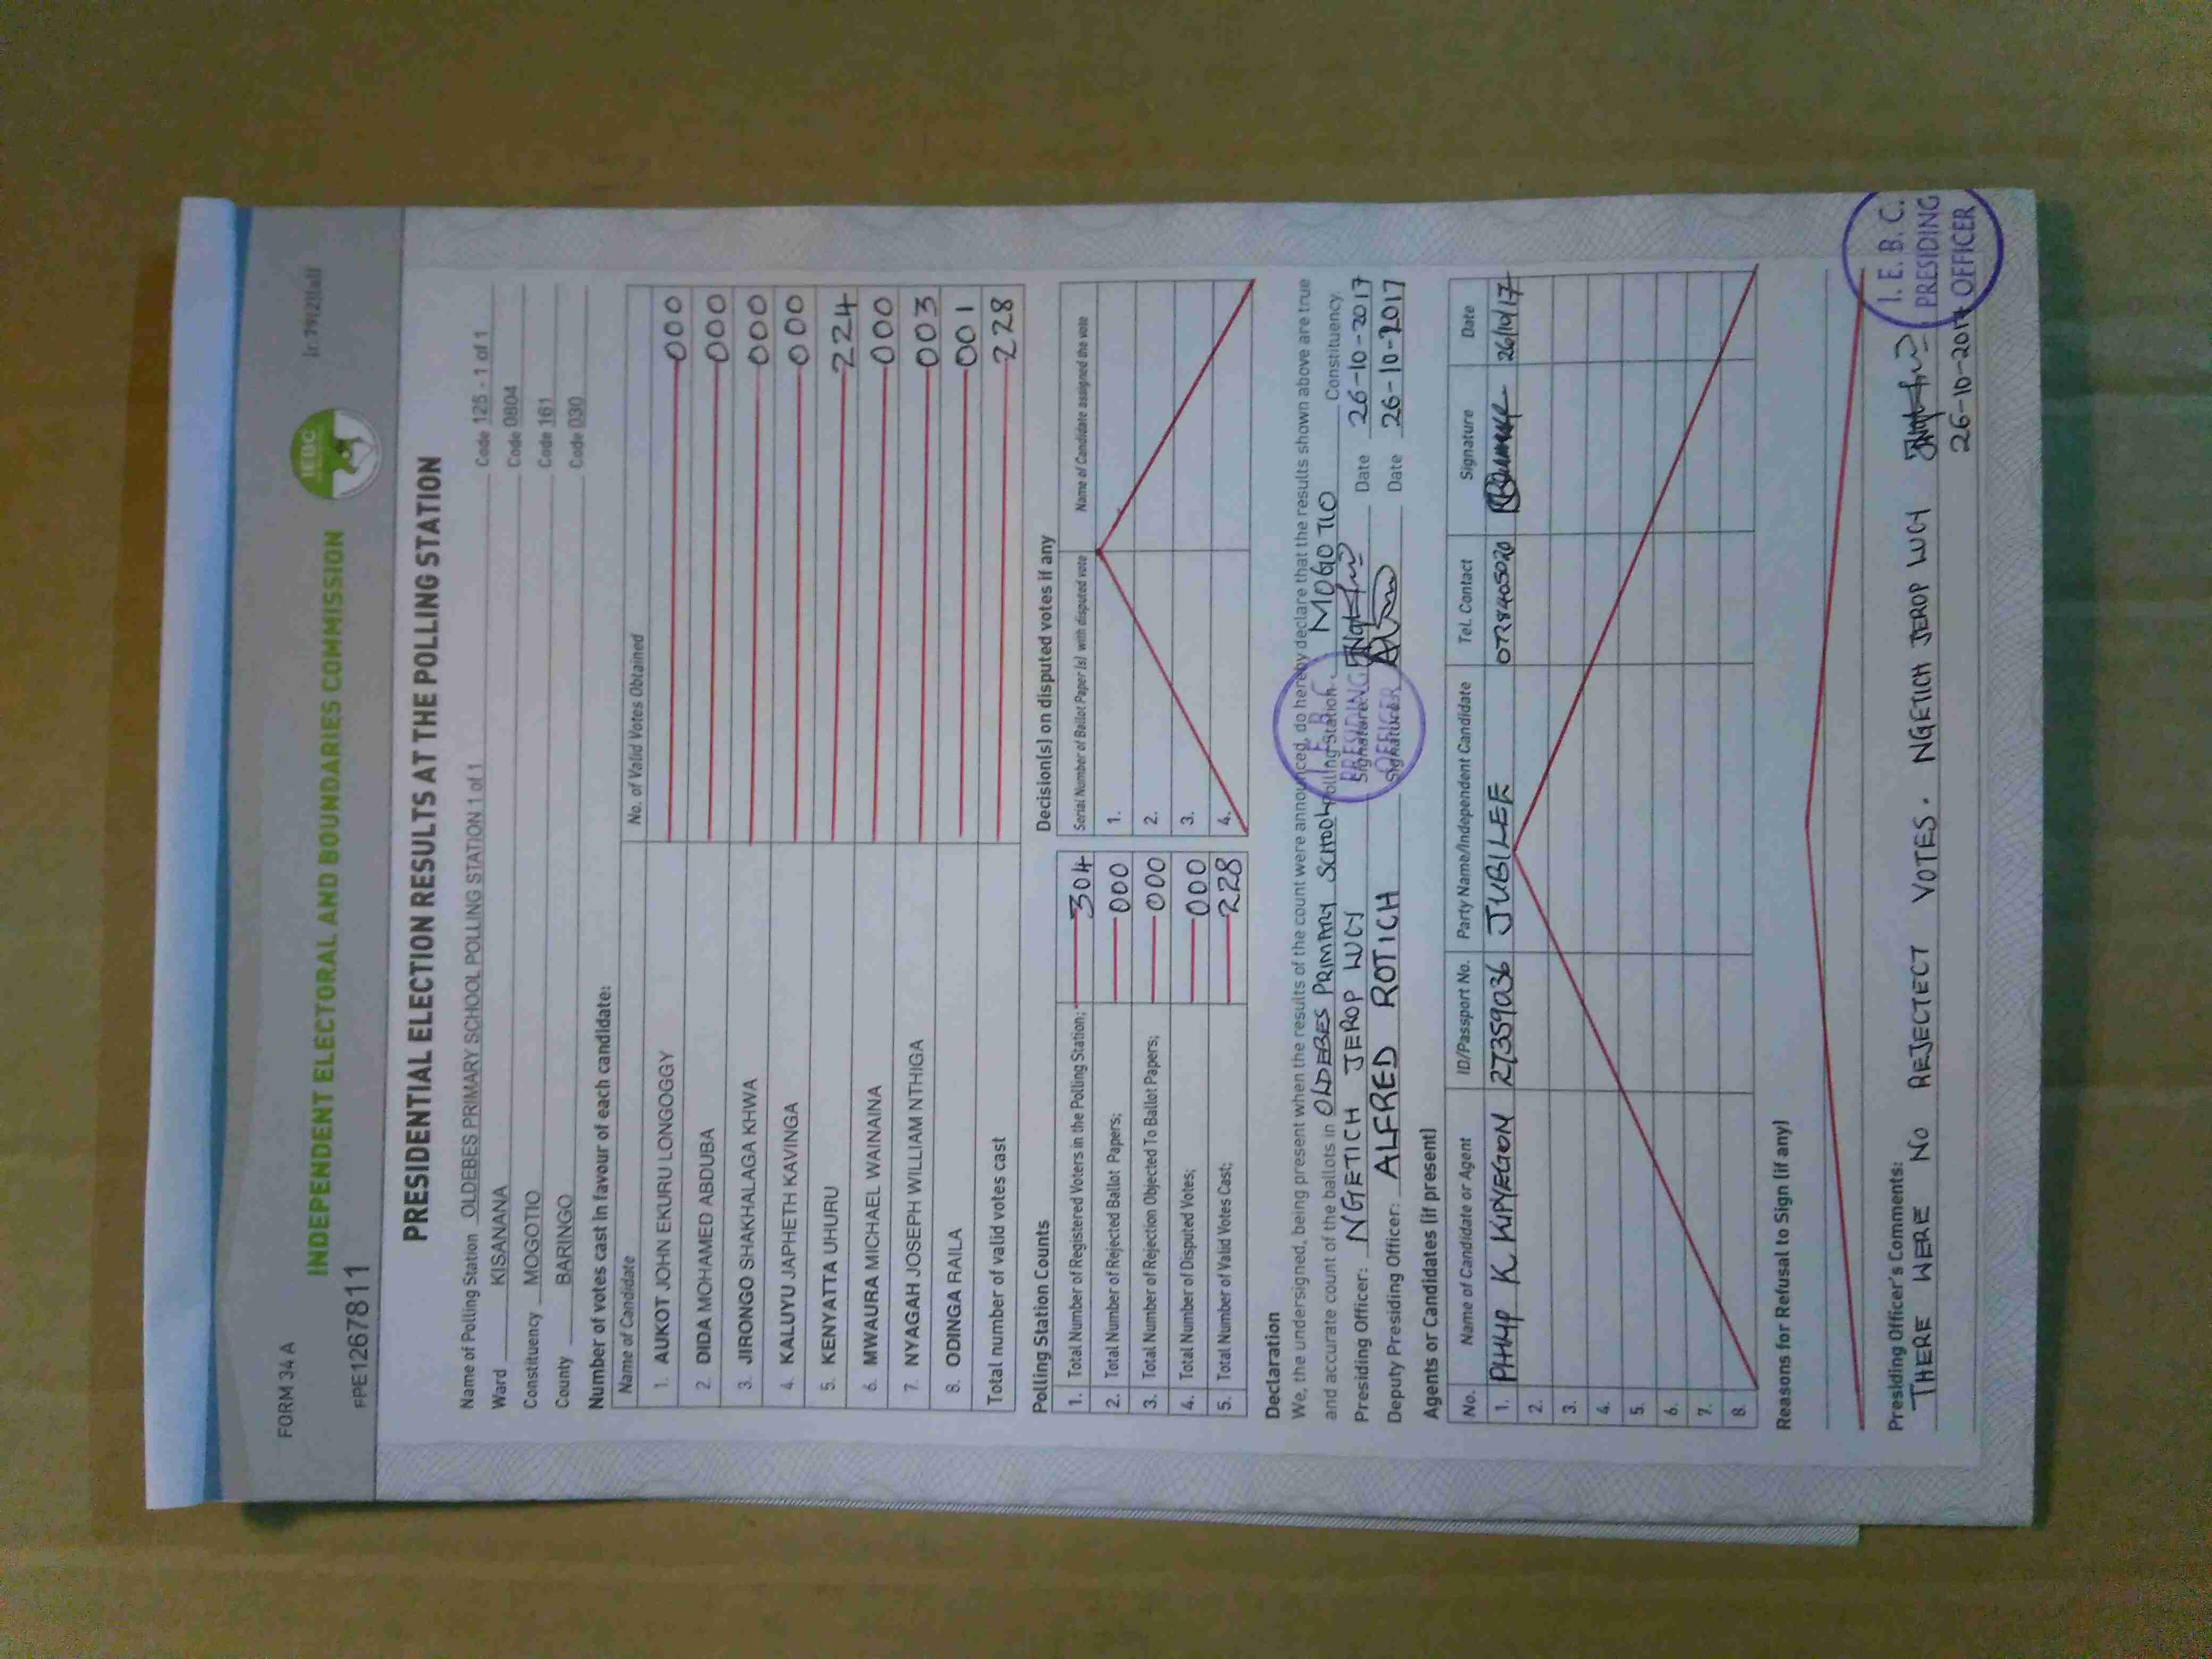 FORM 34 A
INDEPENDENT ELECTORAL AND BOUNDARIES COMMISSION
IEBC
PPE1267811
PRESIDENTIAL ELECTION RESULTS AT THE POLLING STATION
Name of Polling Station OLDEBES PRIMARY SCHOOL POLLING STATION 1 of 1 Code 125 - 1 of 1
Ward KISANANA Code 0804
Constituency MOGOTIO Code 161
County BARINGO Code 030
Number of votes cast in favour of each candidate:
Name of Candidate No. of Valid Votes Obtained
1. AUKOT JOHN EKURU LONGOGGY 000
2. DIDA MOHAMED ABDUBA 000
3. JIRONGO SHAKHALAGA KHWA 000
4. KALUYU JAPHETH KAVINGA 000
5. KENYATTA UHURU 224
6. MWAURA MICHAEL WAINAINA 000
7. NYAGAH JOSEPH WILLIAM NTHIGA 003
8. ODINGA RAILA 001
Total number of valid votes cast 228
Polling Station Counts
1. Total Number of Registered Voters in the Polling Station; 304
2. Total Number of Rejected Ballot Papers; 000
3. Total Number of Rejection Objected To Ballot Papers; 000
4. Total Number of Disputed Votes; 000
5. Total Number of Valid Votes Cast; 228
Decision(s) on disputed votes if any
Serial Number of Ballot Paper (s) with disputed vote Name of Candidate assigned the vote
1.
2.
3.
4.
Declaration
We, the undersigned, being present when the results of the count were announced, do hereby declare that the results shown above are true
and accurate count of the ballots in OLDEBES PRIMARY SCHOOL Polling Station MOGOTIO Constituency.
Presiding Officer: NGETICH JEROP LUCY Signature: Date 26-10-2017
Deputy Presiding Officer: ALFRED ROTICH Signature: Date 26-10-2017
PRESIDING
OFFICER
Agents or Candidates (if present)
No. Name of Candidate or Agent ID/Passport No. Party Name/Independent Candidate Tel. Contact Signature Date
1. PHILIP K KIPYEGON 27359036 JUBILEE 0728405020 26/10/17
2.
3.
4.
5.
6.
7.
8.
Reasons for Refusal to Sign (if any)
Presiding Officer's Comments:
THERE WERE NO REJECTECT VOTES. NGETICH JEROP LUCY
26-10-2017
I. E. B. C.
PRESIDING
OFFICER